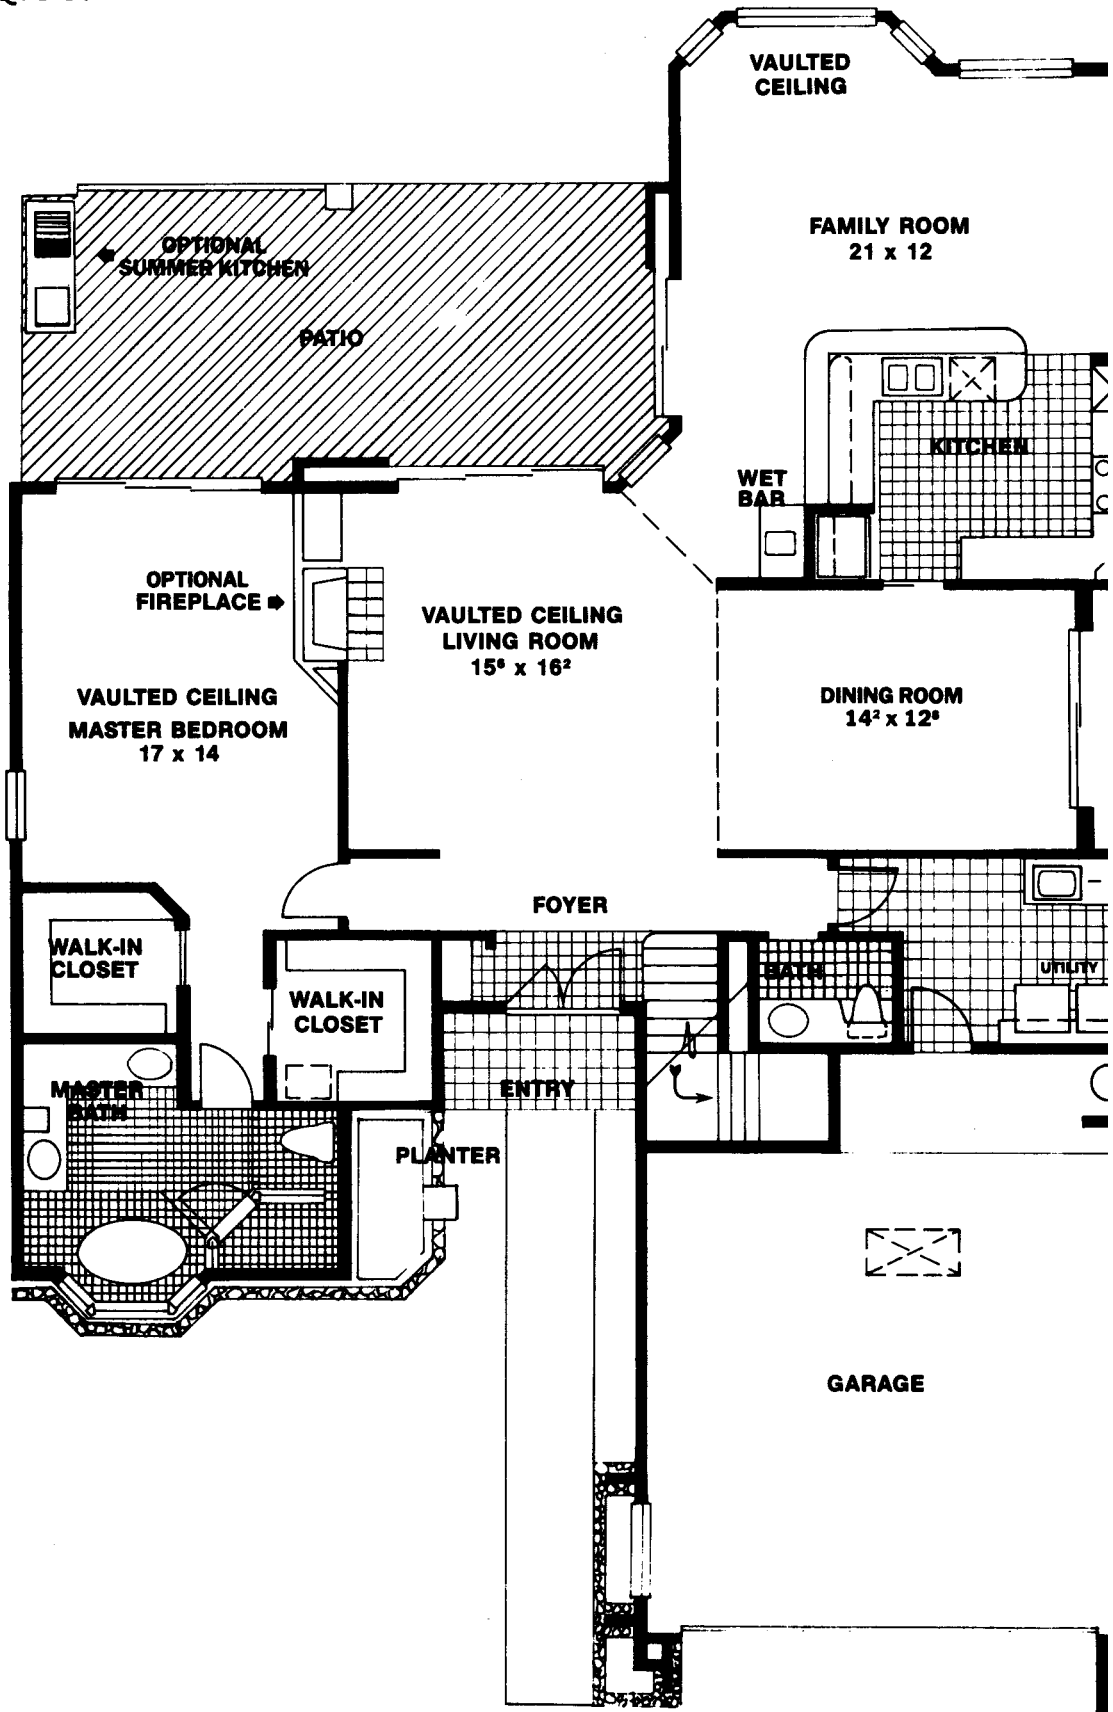 VAULTED
CEILING
FAMILY ROOM
21 x 12
OPTIONAL
SUMMER KITCHEN
PATIO
KITCHEN
WET
BAR
OPTIONAL
FIREPLACE
VAULTED CEILING
LIVING ROOM
15⁶ x 16²
VAULTED CEILING
MASTER BEDROOM
17 x 14
DINING ROOM
14² x 12⁶
FOYER
WALK-IN
CLOSET
WALK-IN
CLOSET
BATH
UTILITY
MASTER
BATH
ENTRY
PLANTER
GARAGE